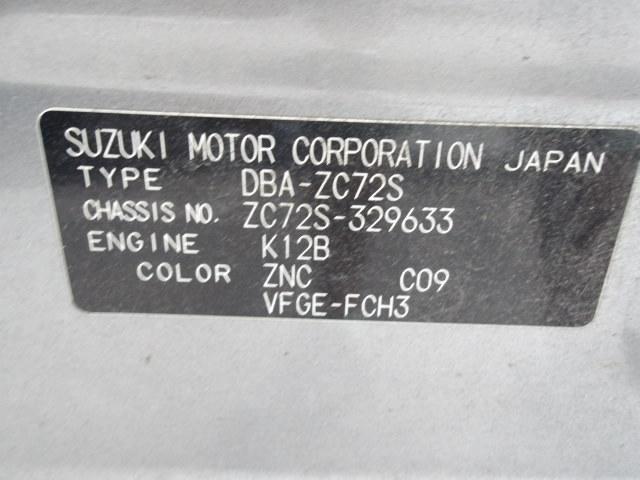 SUZUKI MOTOR CORPORATION JAPAN
TYPE DBA-ZC72S
CHASSIS NO. ZC72S-329633
ENGINE K12B
COLOR ZNC C09
VFGE-FCH3